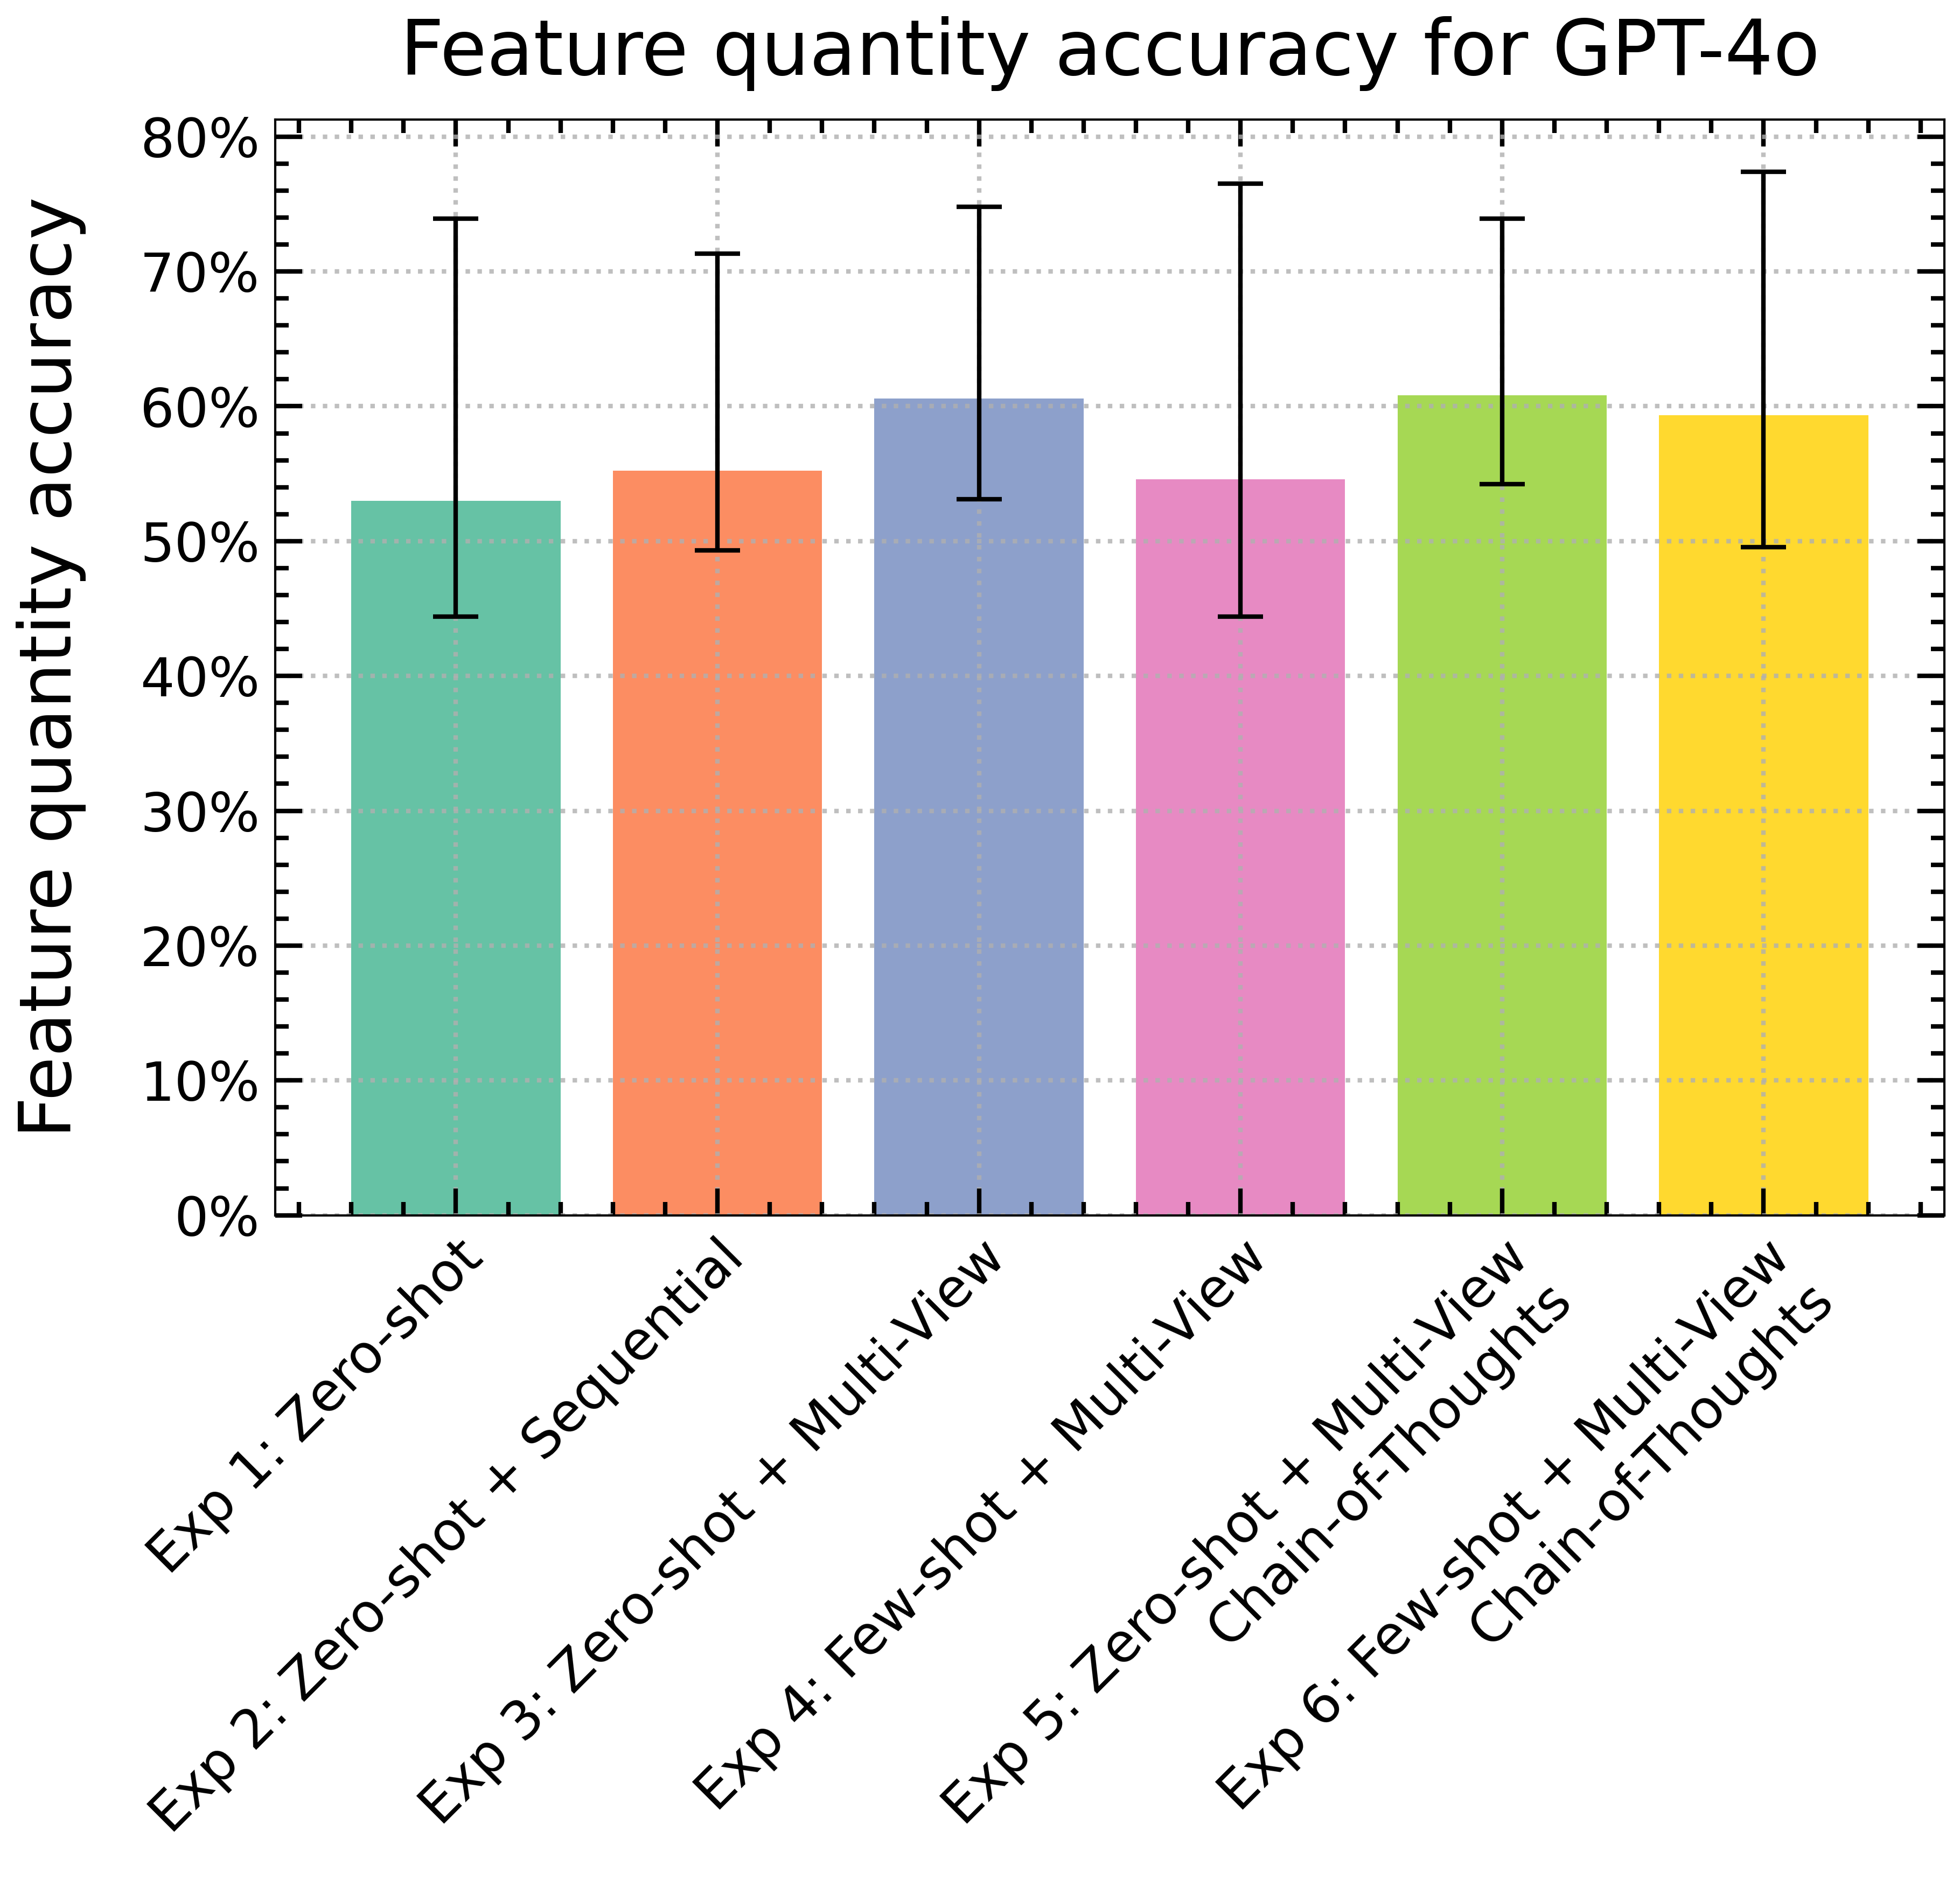 Feature quantity accuracy for GPT-4o
Feature quantity accuracy
80%
70%
60%
50%
40%
30%
20%
10%
0%
Exp 1: Zero-shot
Exp 2: Zero-shot + Sequential
Exp 3: Zero-shot + Multi-View
Exp 4: Few-shot + Multi-View
Exp 5: Zero-shot + Multi-View
Chain-of-Thoughts
Exp 6: Few-shot + Multi-View
Chain-of-Thoughts